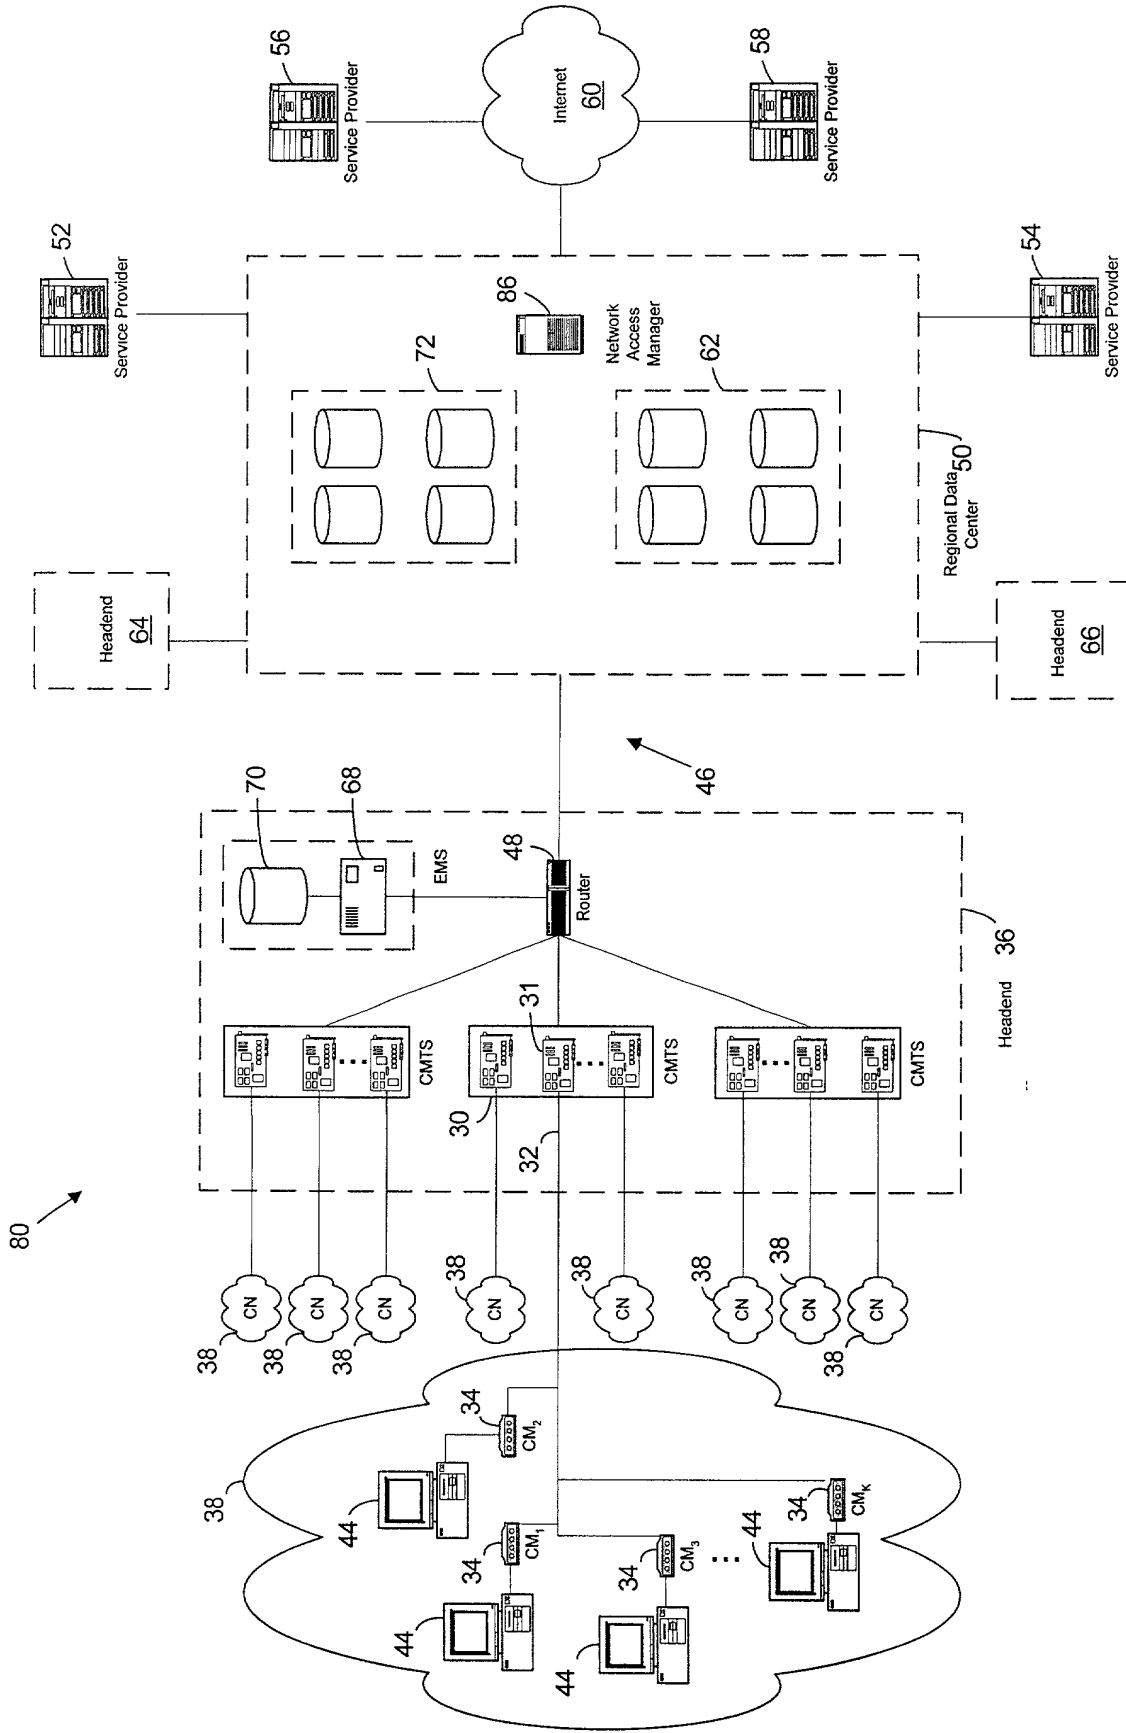 80
38
44
34
CM₂
44
34
CM₁
44
34
CM₃
44
34
CMₖ
38
CN
38
CN
38
CN
38
CN
38
CN
38
CN
38
CN
38
CN
32
30
31
CMTS
CMTS
CMTS
70
68
EMS
48
Router
36
Headend
46
Headend
64
Headend
66
72
62
86
Network
Access
Manager
50
Regional Data
Center
52
Service Provider
54
Service Provider
56
Service Provider
58
Service Provider
Internet
60